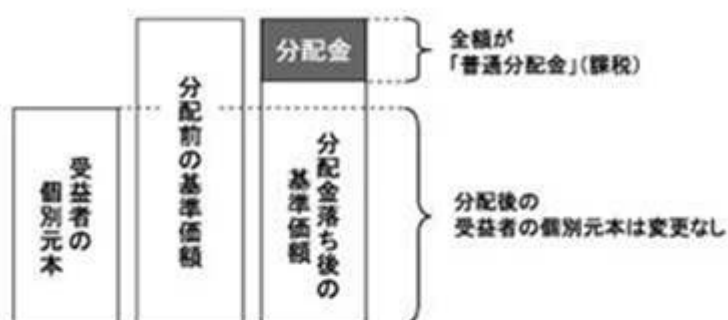 分配金
全額が
「普通分配金」(課税)
受益者の
個別元本
分配前の基準価額
分配金落ち後の
基準価額
分配後の
受益者の個別元本は変更なし